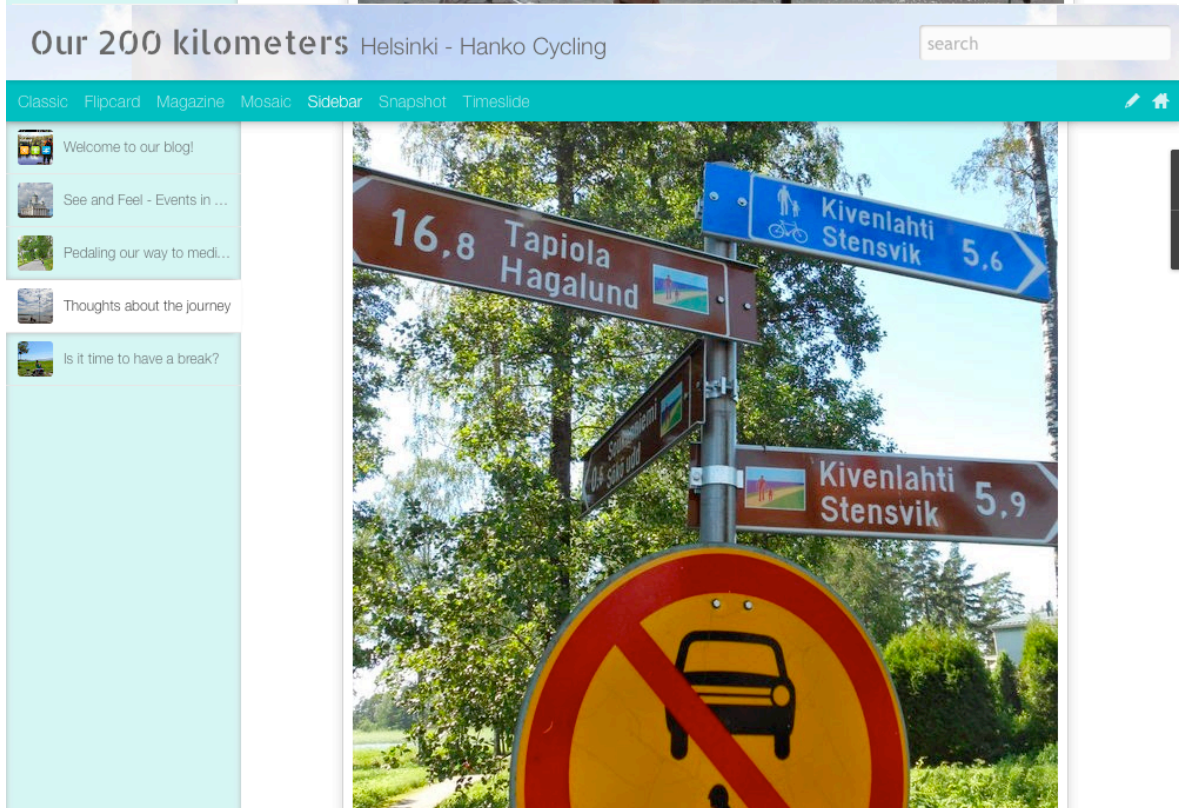 Our 200 kilometers Helsinki - Hanko Cycling
search
Classic Flipcard Magazine Mosaic Sidebar Snapshot Timeslide
Welcome to our blog!
See and Feel - Events in ...
Pedaling our way to medi...
Thoughts about the journey
Is it time to have a break?
16,8 Tapiola
Hagalund
Kivenlahti
Stensvik 5,6
0,5
Kivenlahti
Stensvik 5,9